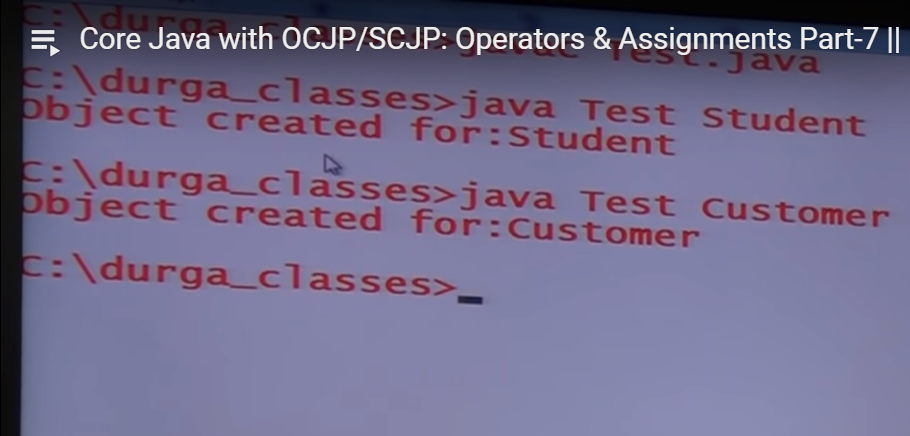 Core Java with OCJP/SCJP: Operators & Assignments Part-7 ||
C:\durga_classes>javac Test.java
C:\durga_classes>java Test Student
Object created for:Student
C:\durga_classes>java Test Customer
Object created for:Customer
C:\durga_classes>_